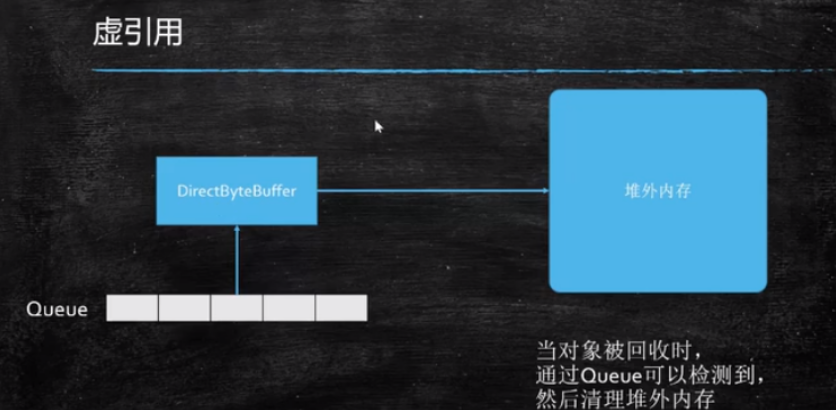 虚引用
DirectByteBuffer
堆外内存
Queue
当对象被回收时，
通过Queue可以检测到，
然后清理堆外内存